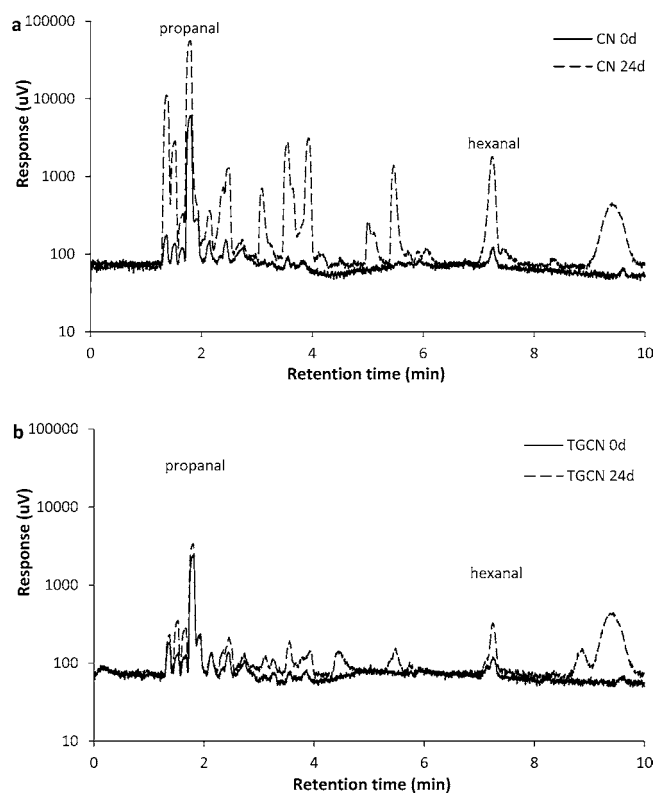 a
propanal
CN 0d
CN 24d
hexanal
Response (uV)
100000
10000
1000
100
10
0 2 4 6 8 10
Retention time (min)
b
propanal
TGCN 0d
TGCN 24d
hexanal
Response (uV)
100000
10000
1000
100
10
0 2 4 6 8 10
Retention time (min)